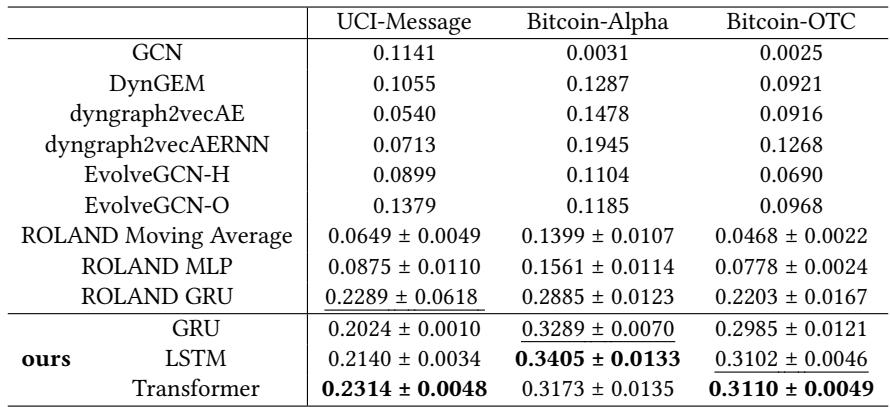 UCI-Message Bitcoin-Alpha Bitcoin-OTC
GCN 0.1141 0.0031 0.0025
DynGEM 0.1055 0.1287 0.0921
dyngraph2vecAE 0.0540 0.1478 0.0916
dyngraph2vecAERNN 0.0713 0.1945 0.1268
EvolveGCN-H 0.0899 0.1104 0.0690
EvolveGCN-O 0.1379 0.1185 0.0968
ROLAND Moving Average 0.0649 ± 0.0049 0.1399 ± 0.0107 0.0468 ± 0.0022
ROLAND MLP 0.0875 ± 0.0110 0.1561 ± 0.0114 0.0778 ± 0.0024
ROLAND GRU 0.2289 ± 0.0618 0.2885 ± 0.0123 0.2203 ± 0.0167
GRU 0.2024 ± 0.0010 0.3289 ± 0.0070 0.2985 ± 0.0121
ours LSTM 0.2140 ± 0.0034 0.3405 ± 0.0133 0.3102 ± 0.0046
Transformer 0.2314 ± 0.0048 0.3173 ± 0.0135 0.3110 ± 0.0049